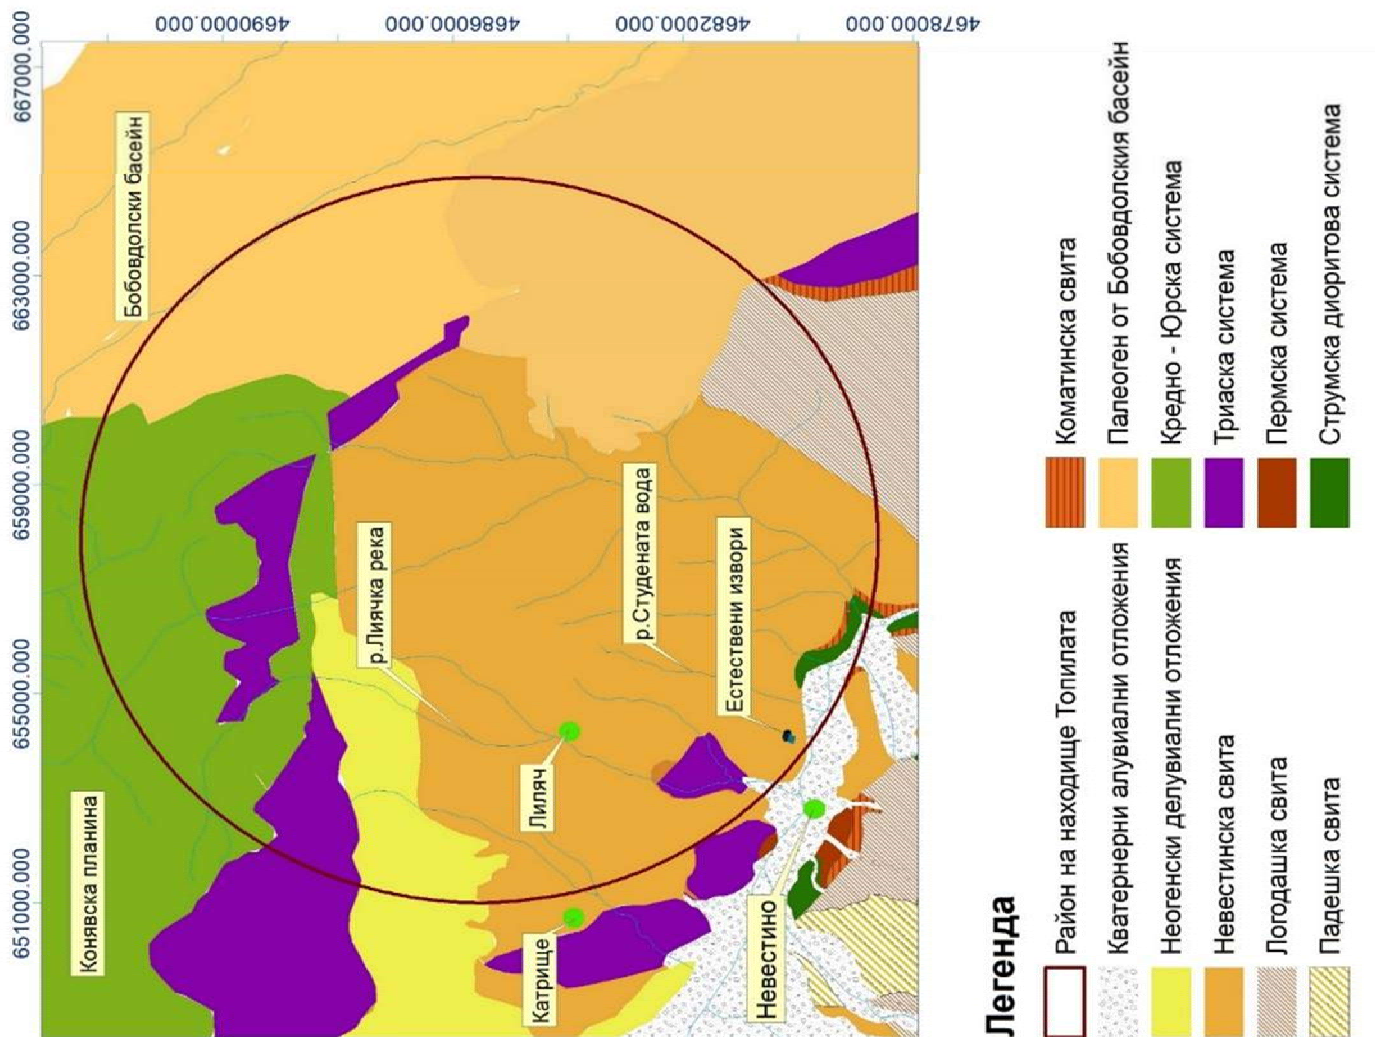 651000.000
655000.000
659000.000
663000.000
667000.000
4690000.000
4686000.000
4682000.000
4678000.000
Конявска планина
Бобовдолски басейн
р.Лиячка река
Катрище
Лиляч
р.Студената вода
Естествени извори
Невестино
Легенда
Район на находище Топилата
Кватернерни алувиални отложения
Неогенски делувиални отложения
Невестинска свита
Логодашка свита
Падешка свита
Коматинска свита
Палеоген от Бобовдолския басейн
Кредно - Юрска система
Триаска система
Пермска система
Струмска диоритова система